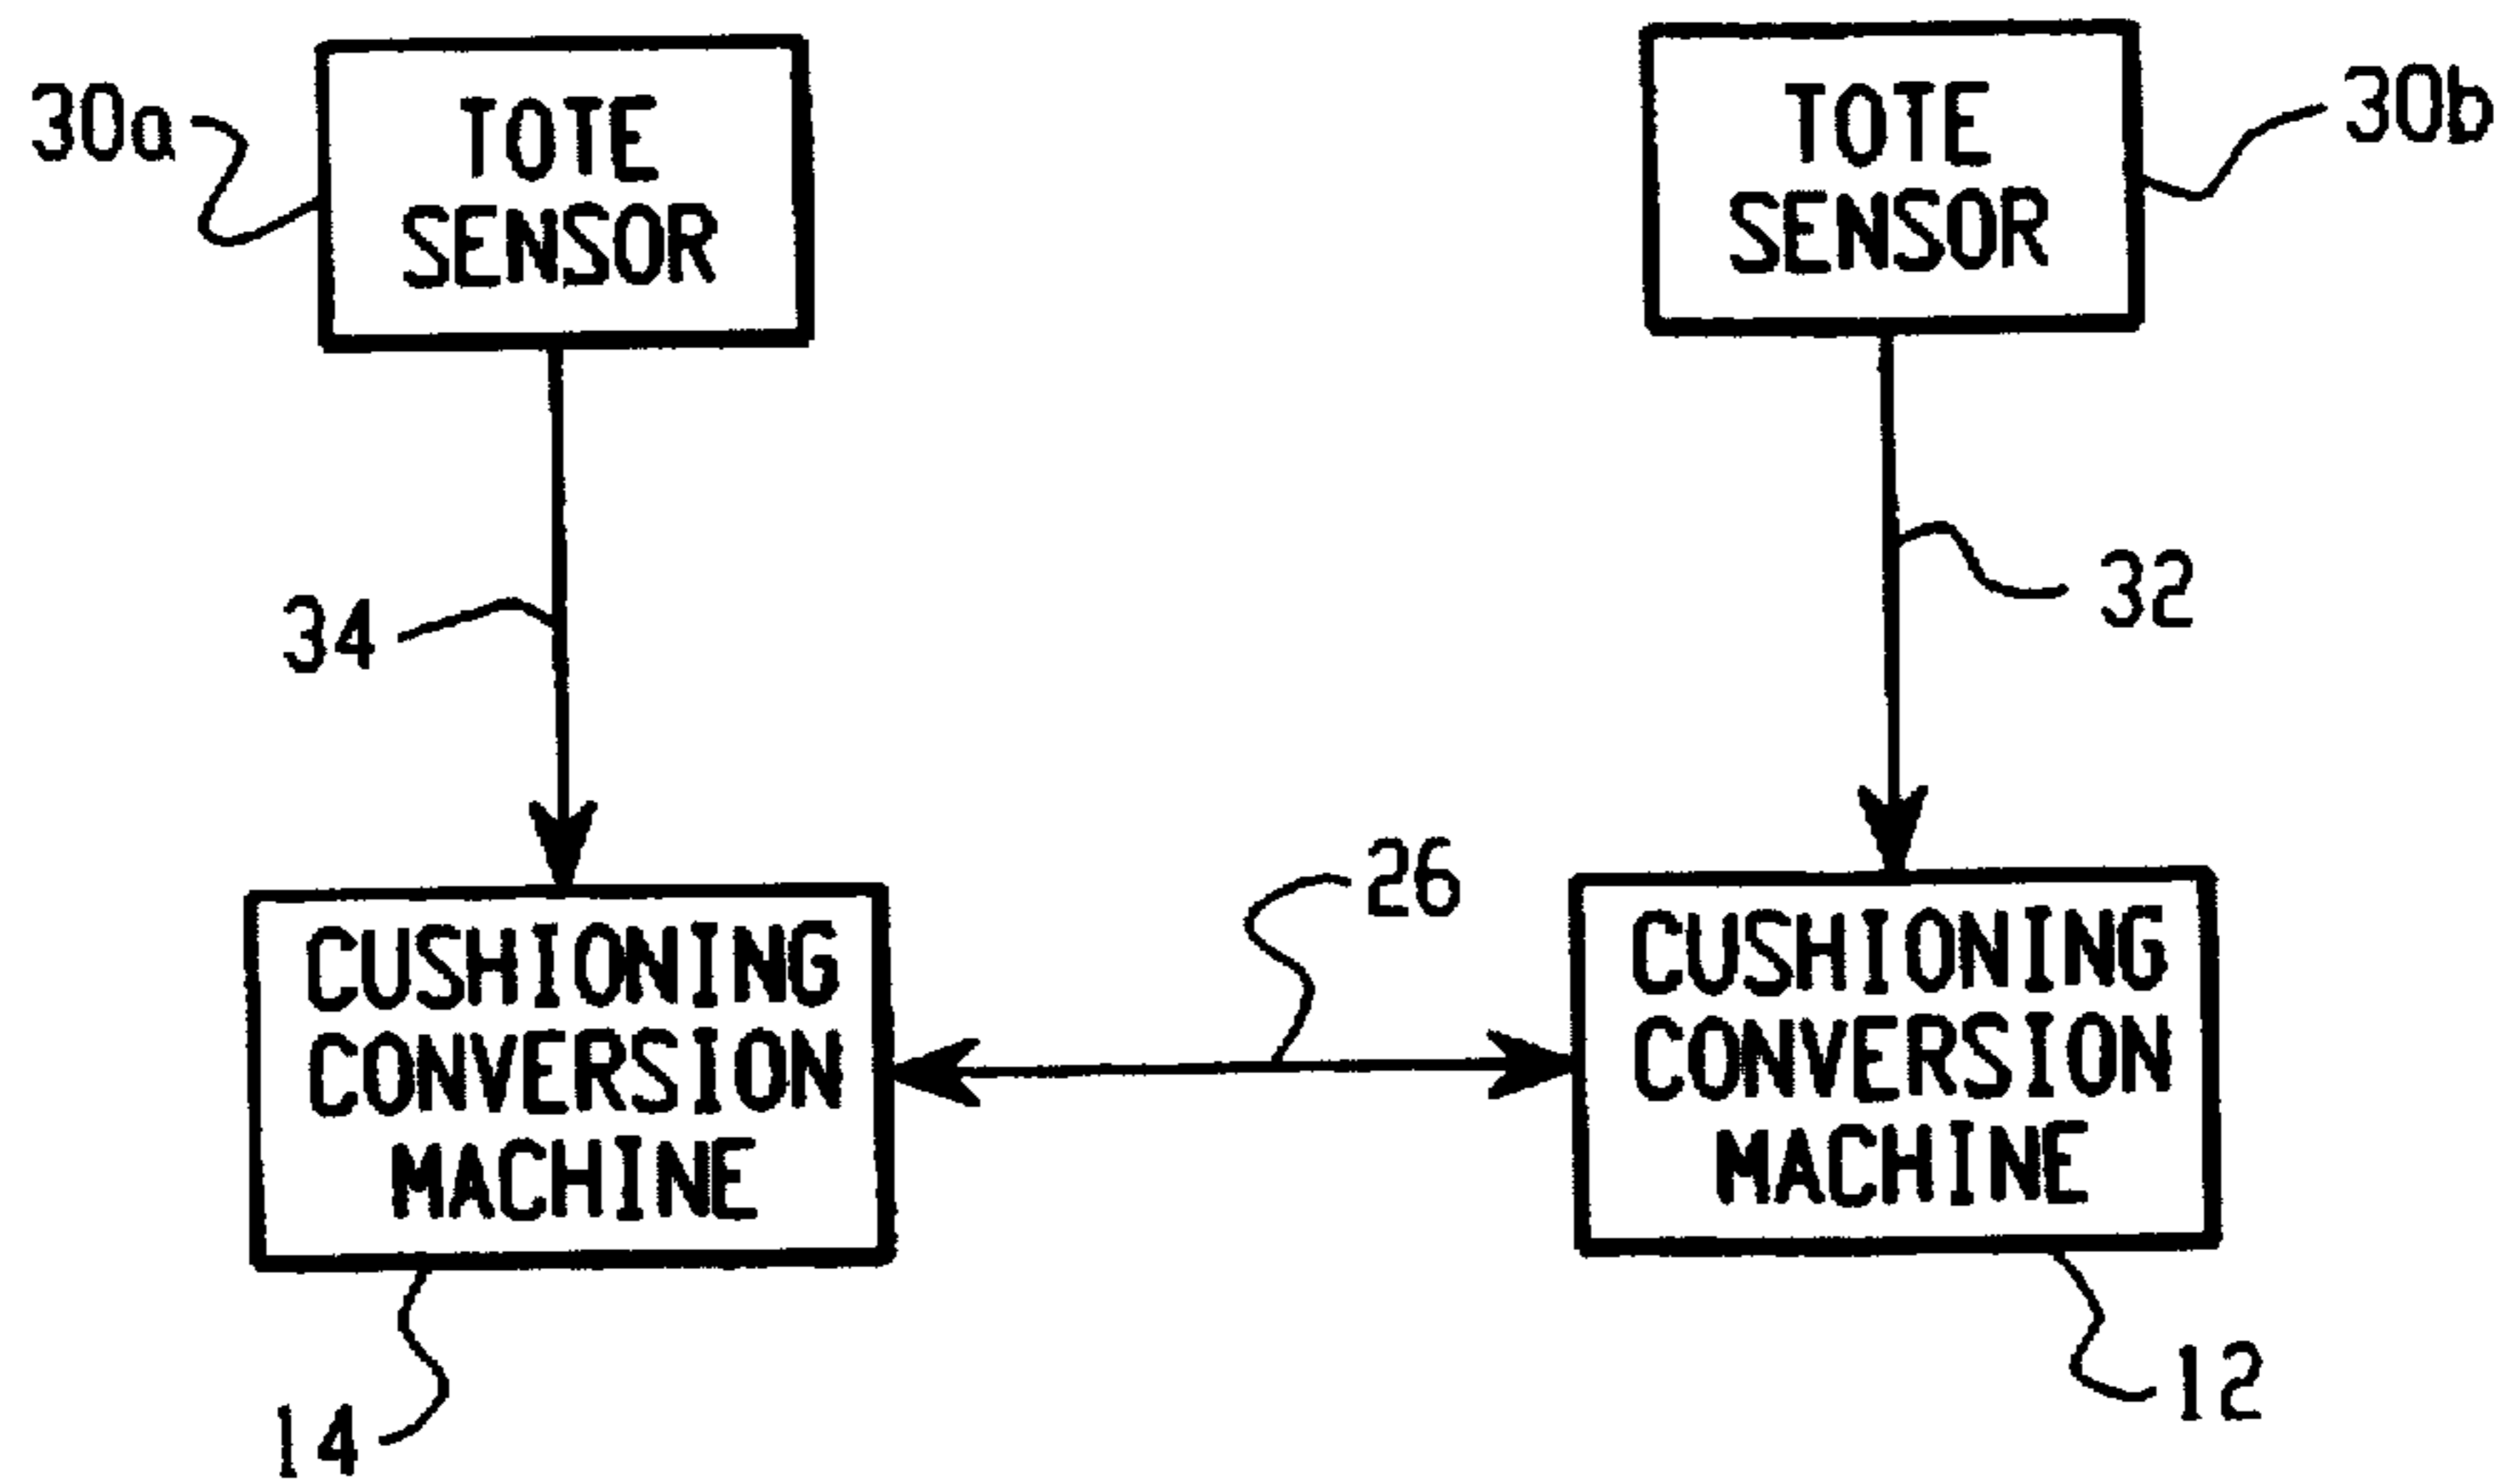 30a
TOTE
SENSOR
TOTE
SENSOR
30b
34
32
26
CUSHIONING
CONVERSION
MACHINE
CUSHIONING
CONVERSION
MACHINE
14
12